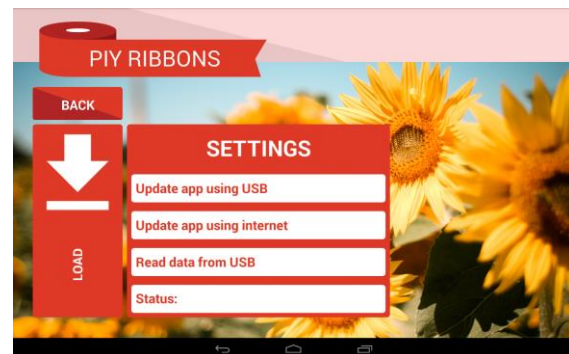 PIY RIBBONS
BACK
SETTINGS
Update app using USB
Update app using internet
Read data from USB
Status:
LOAD